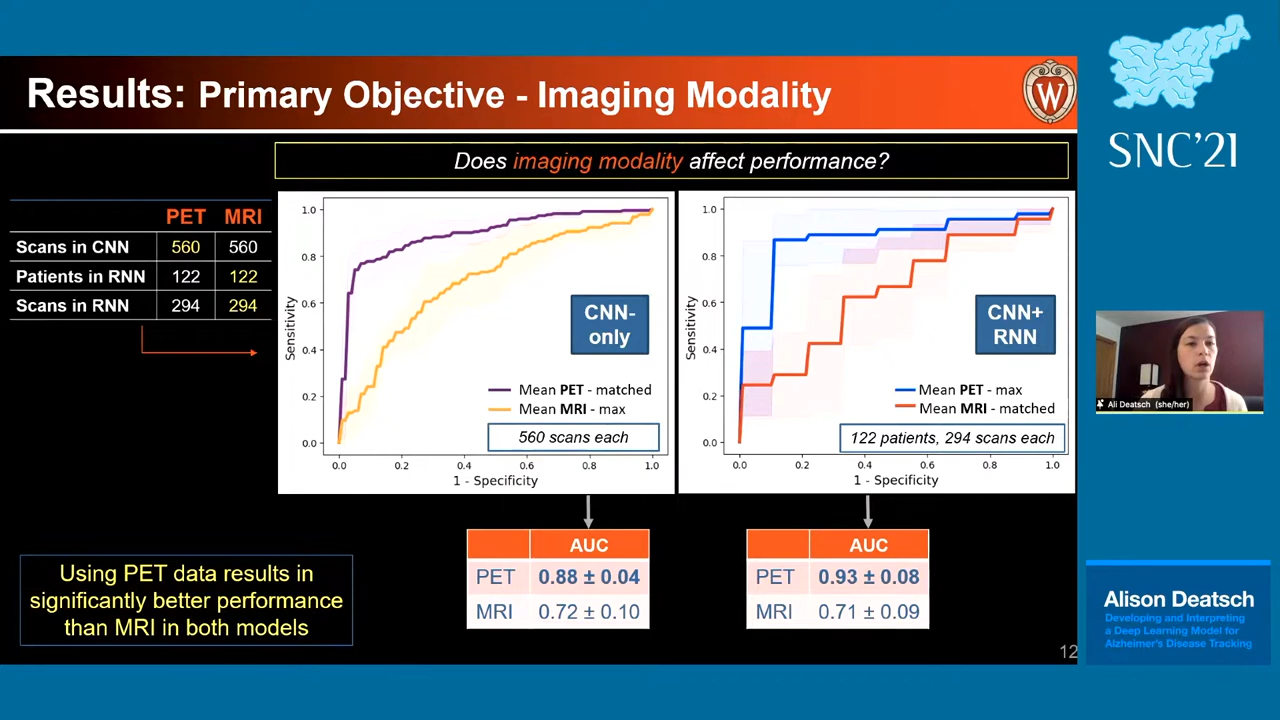 Results: Primary Objective - Imaging Modality
W
SNC'21
Does imaging modality affect performance?
PET MRI
Scans in CNN 560 560
Patients in RNN 122 122
Scans in RNN 294 294
Sensitivity
1.0
0.8
0.6
0.4
0.2
0.0
CNN-
only
Mean PET - matched
Mean MRI - max
560 scans each
0.0 0.2 0.4 0.6 0.8 1.0
1 - Specificity
Sensitivity
1.0
0.8
0.6
0.4
0.2
0.0
CNN+
RNN
Mean PET - max
Mean MRI - matched
122 patients, 294 scans each
0.0 0.2 0.4 0.6 0.8 1.0
1 - Specificity
AUC
PET 0.88 ± 0.04
MRI 0.72 ± 0.10
AUC
PET 0.93 ± 0.08
MRI 0.71 ± 0.09
Using PET data results in
significantly better performance
than MRI in both models
12
Ali Deatsch (she/her)
Alison Deatsch
Developing and Interpreting
a Deep Learning Model for
Alzheimer's Disease Tracking